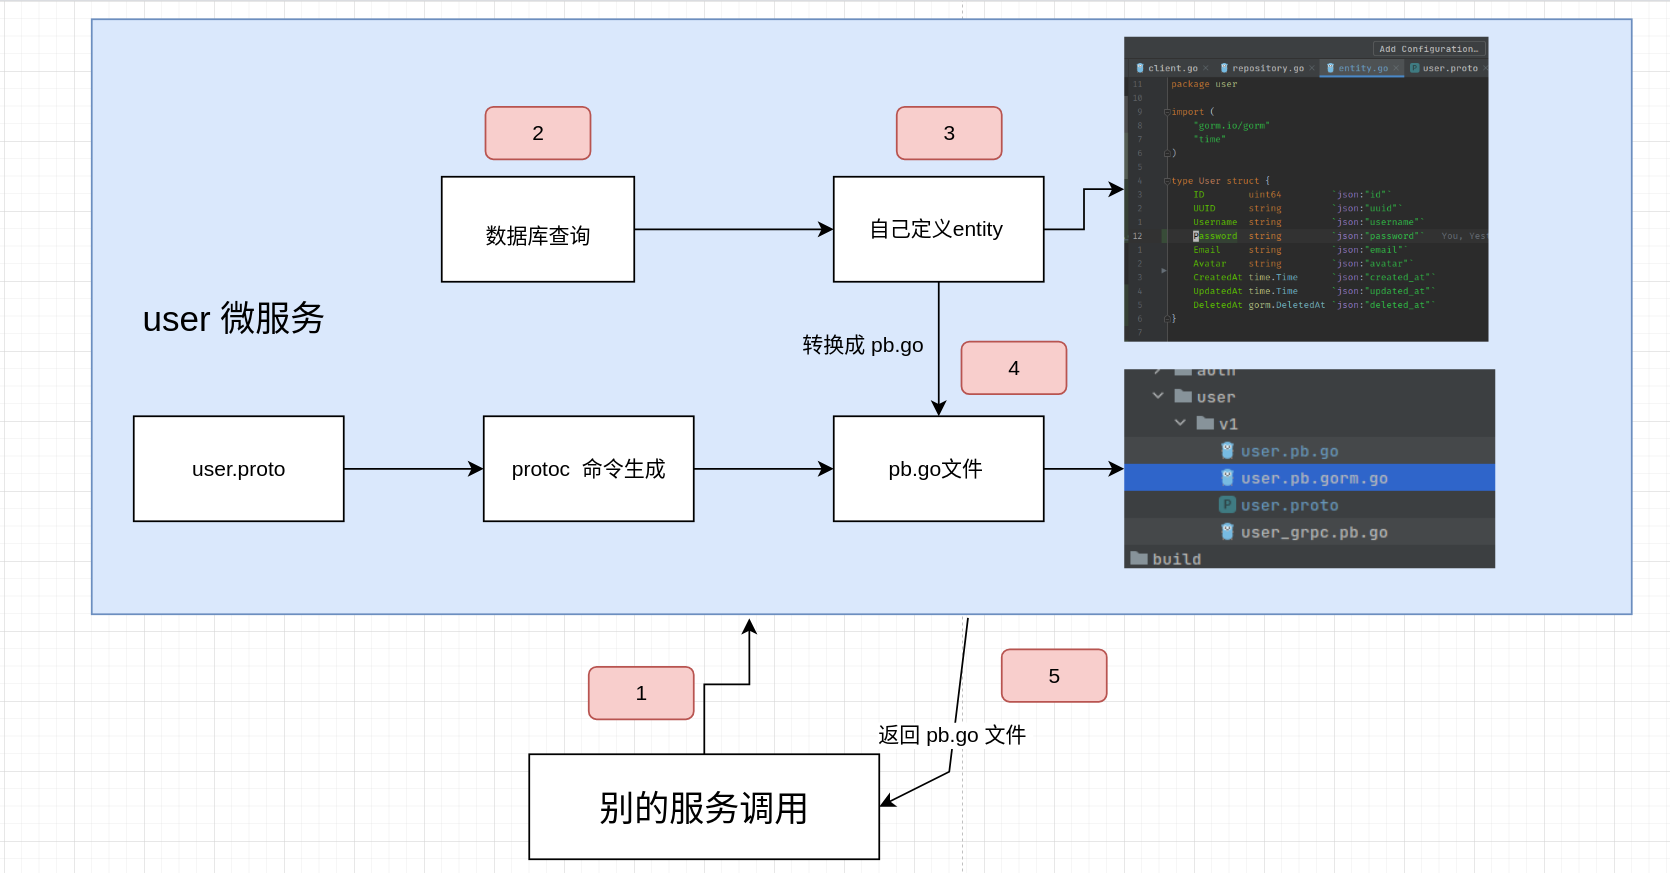 Add Configuration…
client.go
repository.go
entity.go
user.proto
11 package user
10
9 import (
8 "gorm.io/gorm"
7 "time"
6 )
5
4 type User struct {
3 ID uint64 `json:"id"`
2 UUID string `json:"uuid"`
1 Username string `json:"username"`
12 Password string `json:"password"` You, Yest
1 Email string `json:"email"`
2 Avatar string `json:"avatar"`
3 CreatedAt time.Time `json:"created_at"`
4 UpdatedAt time.Time `json:"updated_at"`
5 DeletedAt gorm.DeletedAt `json:"deleted_at"`
6 }
7
2
3
数据库查询
自己定义entity
user 微服务
转换成 pb.go
4
user.proto
protoc 命令生成
pb.go文件
auth
user
v1
user.pb.go
user.pb.gorm.go
user.proto
user_grpc.pb.go
build
1
5
返回 pb.go 文件
别的服务调用